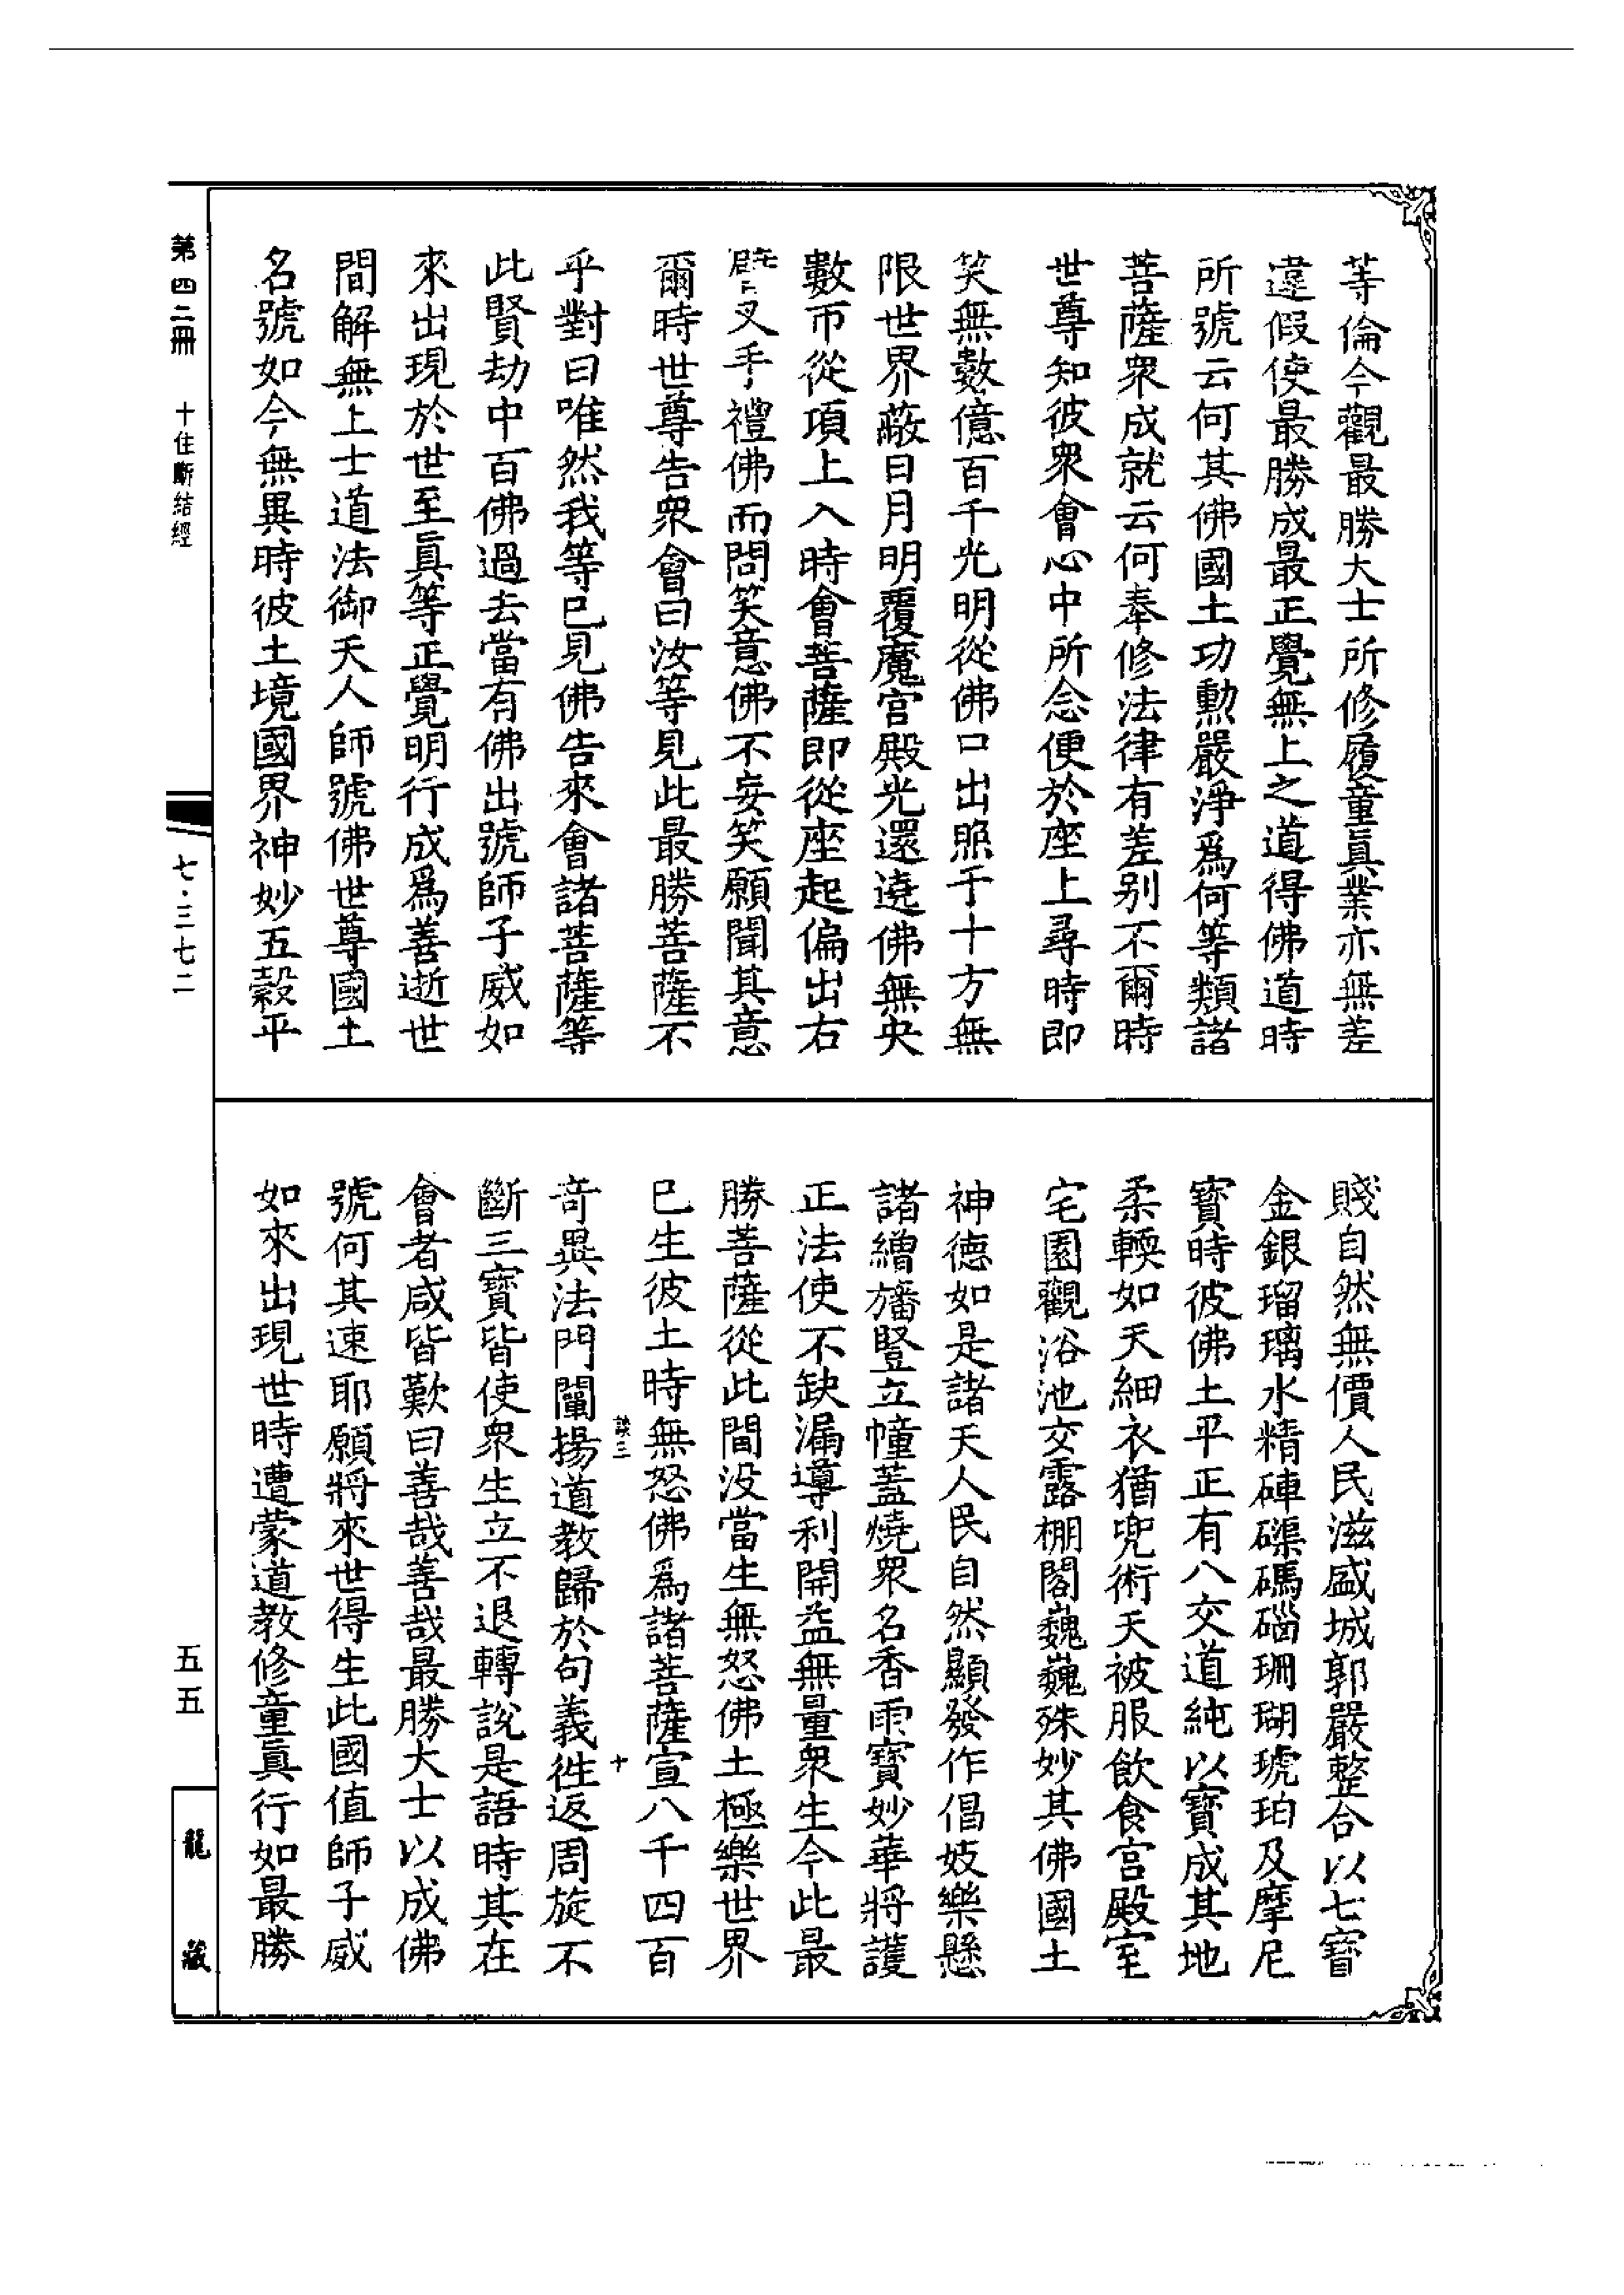 等倫今觀最勝大士所修履童眞業亦無差
違假使最勝成最正覺無上之道得佛道時
所號云何其佛國土功勳嚴淨爲何等類諸
菩薩衆成就云何奉修法律有差别不爾時
世尊知彼衆會心中所念便於座上尋時即
笑無數億百千光明從佛口出照于十方無
限世界蔽日月明覆魔宫殿光還遶佛無央
數帀從項上入時會菩薩即從座起偏出右
臂叉手禮佛而問笑意佛不妄笑願聞其意
爾時世尊告衆會曰汝等見此最勝菩薩不
乎對曰唯然我等已見佛告來會諸菩薩等
此賢劫中百佛過去當有佛出號師子威如
來出現於世至眞等正覺明行成爲善逝世
間解無上士道法御天人師號佛世尊國土
名號如今無異時彼土境國界神妙五穀平
賤自然無價人民滋盛城郭嚴整合以七寶
金銀瑠璃水精硨磲碼碯珊瑚琥珀及摩尼
寶時彼佛土平正有八交道純以寶成其地
柔輭如天細衣猶兜術天被服飲食宫殿室
宅園觀浴池交露棚閣巍巍殊妙其佛國土
神德如是諸天人民自然顯發作倡妓樂懸
諸繒旛豎立幢蓋燒衆名香雨寶妙華將護
正法使不缺漏導利開益無量衆生今此最
勝菩薩從此間没當生無怒佛土極樂世界
已生彼土時無怒佛爲諸菩薩宣八千四百
談三 十
奇異法門闡揚道教歸於句義往返周旋不
斷三寶皆使衆生立不退轉說是語時其在
會者咸皆歎曰善哉善哉最勝大士以成佛
號何其速耶願將來世得生此國值師子威
如來出現世時遭蒙道教修童眞行如最勝
第四二冊 十住斷結經
七·三七二
五五
龍藏